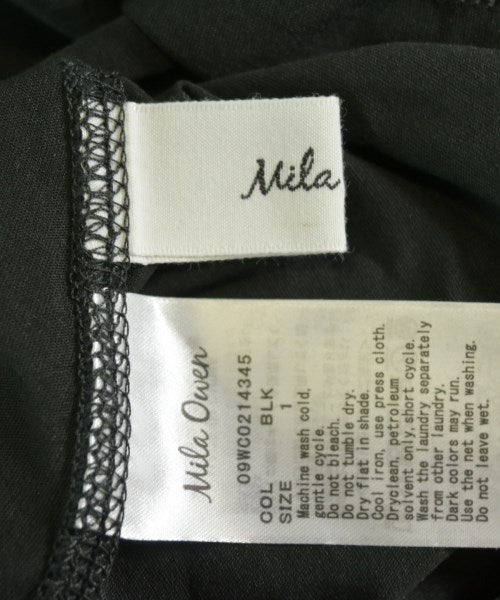 Mila
Mila Owen
09WC0214345
COL BLK
SIZE 1
Machine wash cold,
gentle cycle.
Do not bleach.
Do not tumble dry.
Dry flat in shade.
Cool iron, use press cloth.
Dryclean, petroleum
solvent only, short cycle.
Wash the laundry separately
from other laundry.
Dark colors may run.
Use the net when washing.
Do not leave wet.